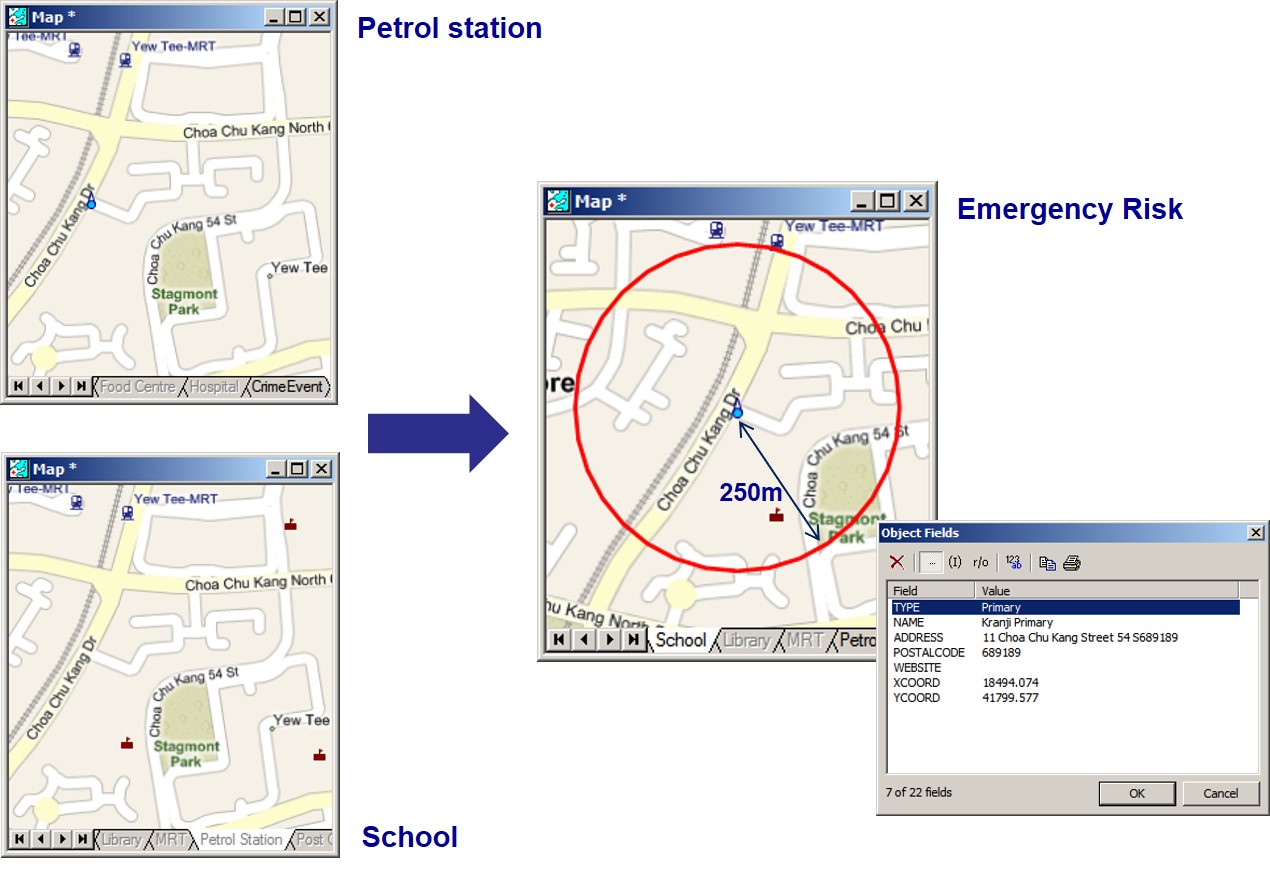 Map *
Tee-MRT
Yew Tee-MRT
Choa Chu Kang North
Choa Chu Kang Dr
Choa Chu Kang 54 St
Yew Tee
Stagmont
Park
Food Centre
Hospital
CrimeEvent
Petrol station
Map *
Tee-MRT
Yew Tee-MRT
Choa Chu Kang North
Choa Chu Kang Dr
Choa Chu Kang 54 St
Yew Tee
Stagmont
Park
Library
MRT
Petrol Station
Post
School
Map *
Yew Tee-MRT
Choa Chu
ore
Choa Chu Kang Dr
Chu Kang 54 St
Choa
250m
Stagmont
Park
Chu Kang North
School
Library
MRT
Petro
Emergency Risk
Object Fields
... (I) r/o 123 ab
Field Value
TYPE Primary
NAME Kranji Primary
ADDRESS 11 Choa Chu Kang Street 54 S689189
POSTALCODE 689189
WEBSITE
XCOORD 18494.074
YCOORD 41799.577
7 of 22 fields
OK
Cancel